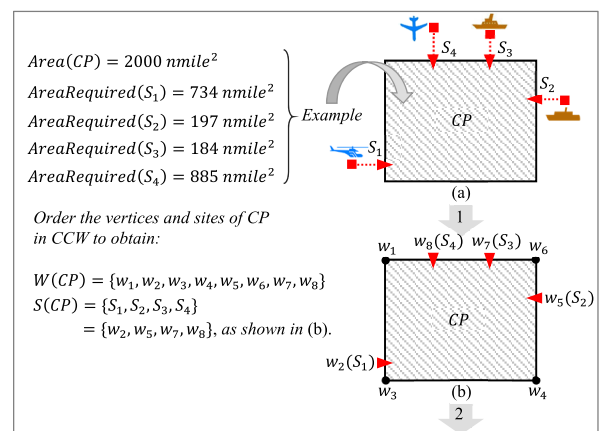 Area(CP) = 2000 nmile²
AreaRequired(S₁) = 734 nmile²
AreaRequired(S₂) = 197 nmile²
AreaRequired(S₃) = 184 nmile²
AreaRequired(S₄) = 885 nmile²
Example
S₄
S₃
S₂
S₁
CP
(a)
1
Order the vertices and sites of CP
in CCW to obtain:
W(CP) = {w₁, w₂, w₃, w₄, w₅, w₆, w₇, w₈}
S(CP) = {S₁, S₂, S₃, S₄}
= {w₂, w₅, w₇, w₈}, as shown in (b).
w₁
w₈(S₄)
w₇(S₃)
w₆
w₅(S₂)
CP
w₂(S₁)
w₃
(b)
w₄
2